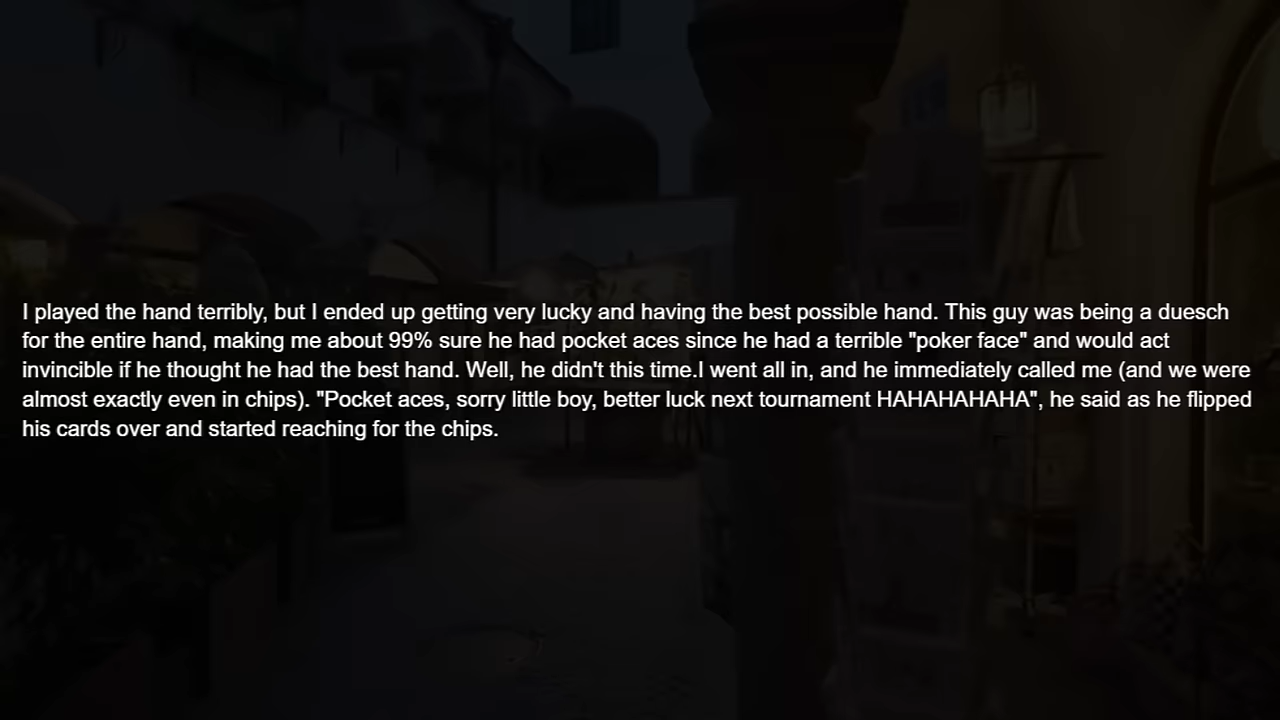 I played the hand terribly, but I ended up getting very lucky and having the best possible hand. This guy was being a duesch
for the entire hand, making me about 99% sure he had pocket aces since he had a terrible "poker face" and would act
invincible if he thought he had the best hand. Well, he didn't this time.I went all in, and he immediately called me (and we were
almost exactly even in chips). "Pocket aces, sorry little boy, better luck next tournament HAHAHAHAHA", he said as he flipped
his cards over and started reaching for the chips.